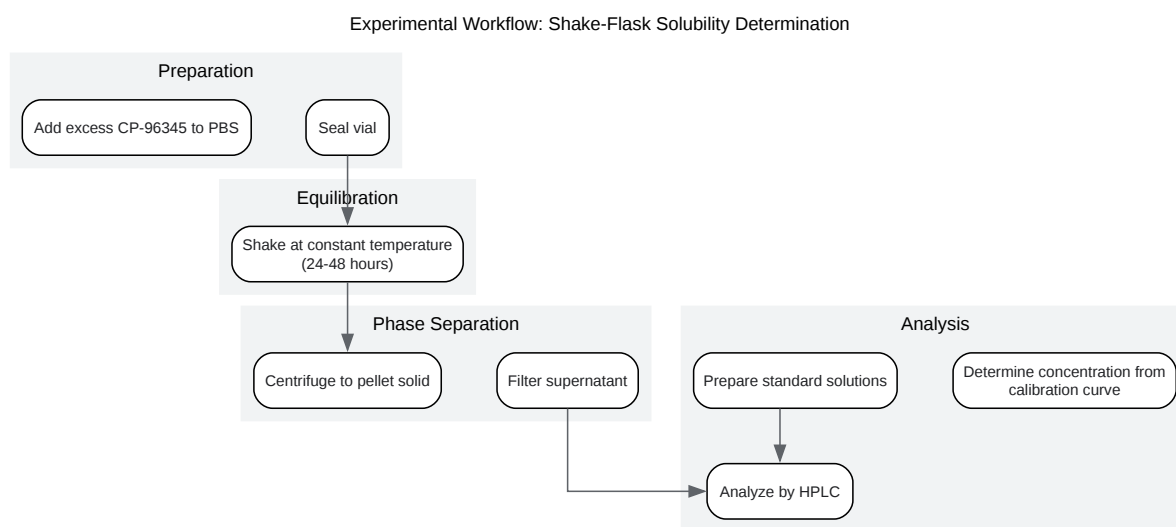 Experimental Workflow: Shake-Flask Solubility Determination
Preparation
Add excess CP-96345 to PBS
Seal vial
Equilibration
Shake at constant temperature
(24-48 hours)
Phase Separation
Centrifuge to pellet solid
Filter supernatant
Analysis
Prepare standard solutions
Determine concentration from
calibration curve
Analyze by HPLC